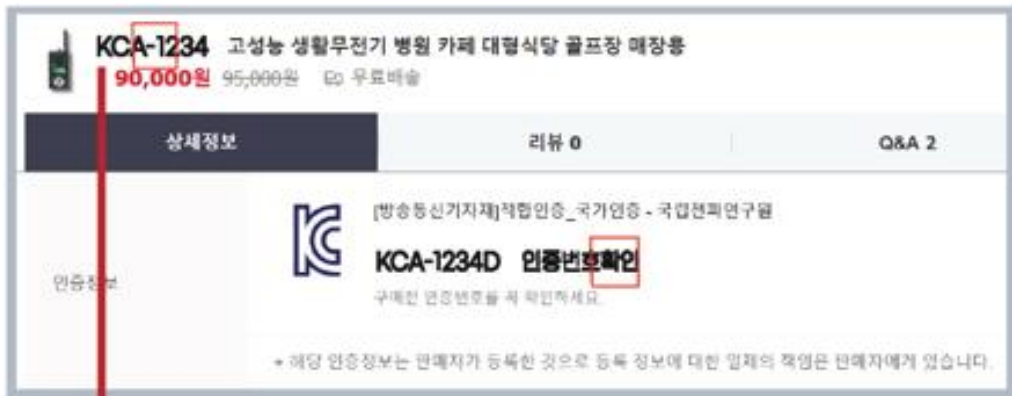 KCA-1234 고성능 생활무전기 병원 카페 대형식당 골프장 매장용
90,000원 95,000원 무료배송
상세정보 리뷰 0 Q&A 2
[방송통신기자재]적합인증_국가인증 - 국립전파연구원
KC
KCA-1234D 인증번호확인
인증정보
구매전 인증번호를 꼭 확인하세요.
* 해당 인증정보는 판매자가 등록한 것으로 등록 정보에 대한 일체의 책임은 판매자에게 있습니다.